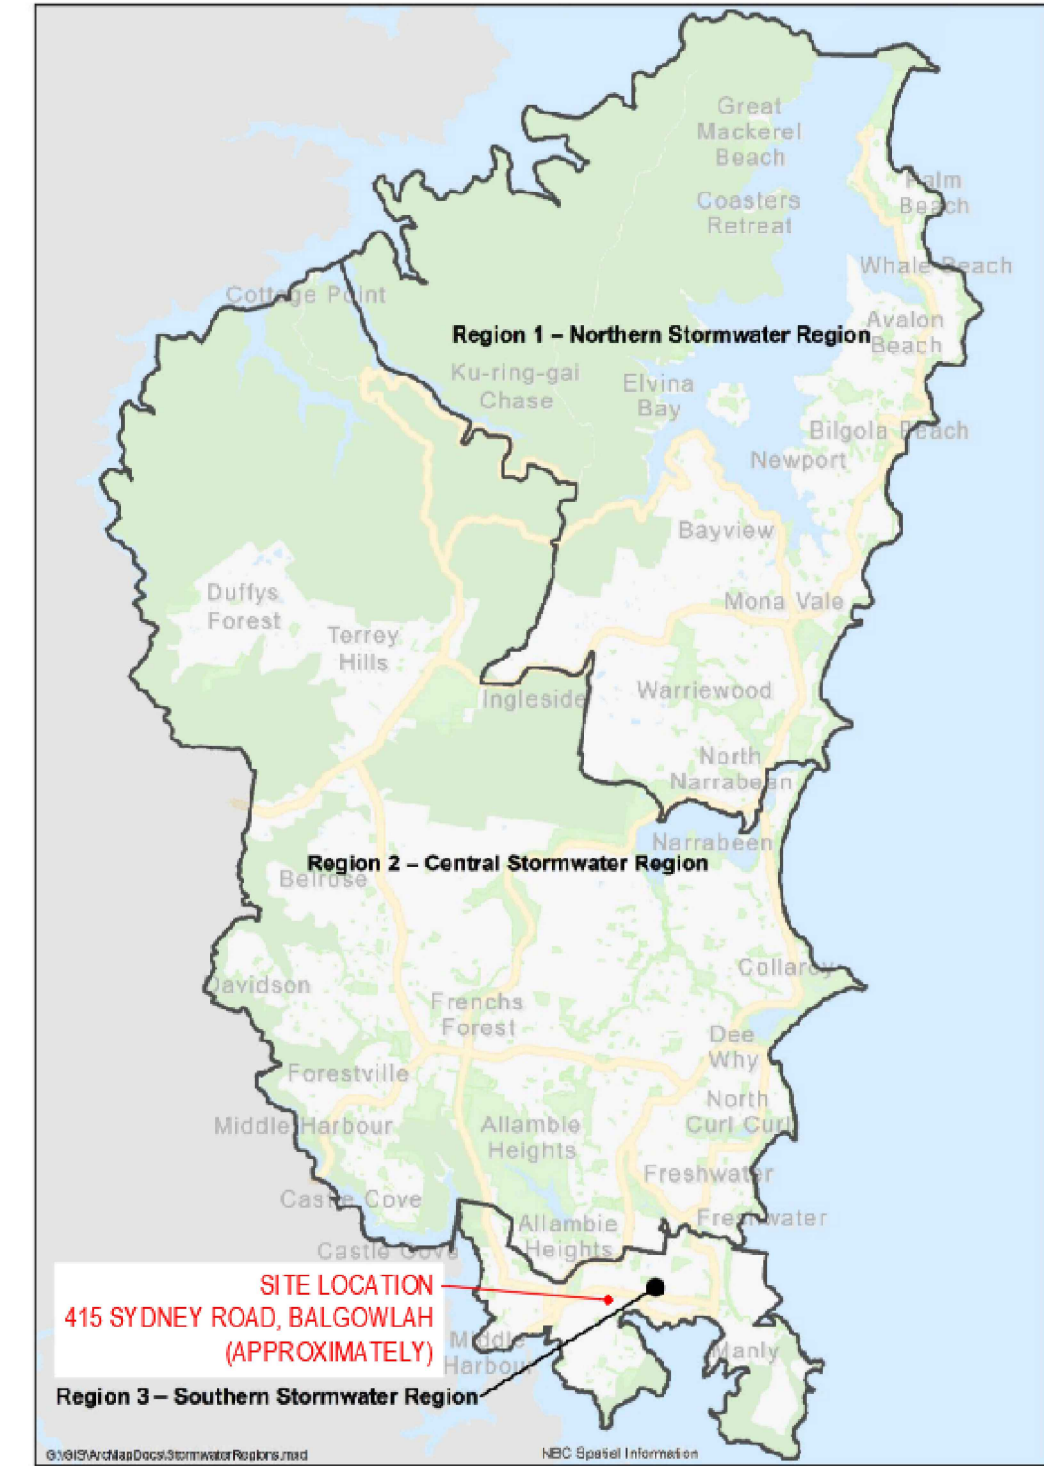 Great
Mackerel
Beach
Palm
Beach
Coasters
Retreat
Whale Beach
Cottage Point
Avalon
Beach
Region 1 – Northern Stormwater Region
Ku-ring-gai
Chase
Elvina
Bay
Bilgola Beach
Newport
Bayview
Duffys
Forest
Mona Vale
Terrey
Hills
Ingleside
Warriewood
North
Narrabeen
Narrabeen
Region 2 – Central Stormwater Region
Belrose
Collaroy
Davidson
Frenchs
Forest
Dee
Why
Forestville
North
Curl Curl
Middle Harbour
Allambie
Heights
Freshwater
Castle Cove
Freshwater
Allambie
Heights
Castle Cove
SITE LOCATION
415 SYDNEY ROAD, BALGOWLAH
(APPROXIMATELY)
Middle
Harbour
Manly
Region 3 – Southern Stormwater Region
G:\GIS\ArcMapDocs\StormwaterRegions.mxd
NBC Spatial Information